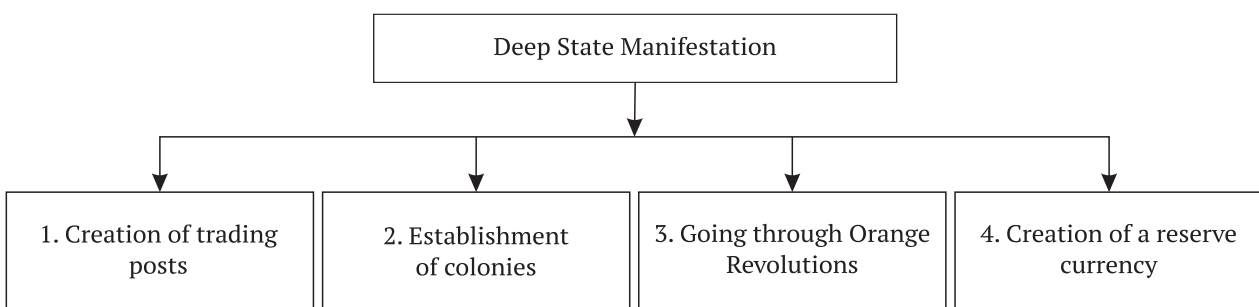 Deep State Manifestation
1. Creation of trading
posts
2. Establishment
of colonies
3. Going through Orange
Revolutions
4. Creation of a reserve
currency